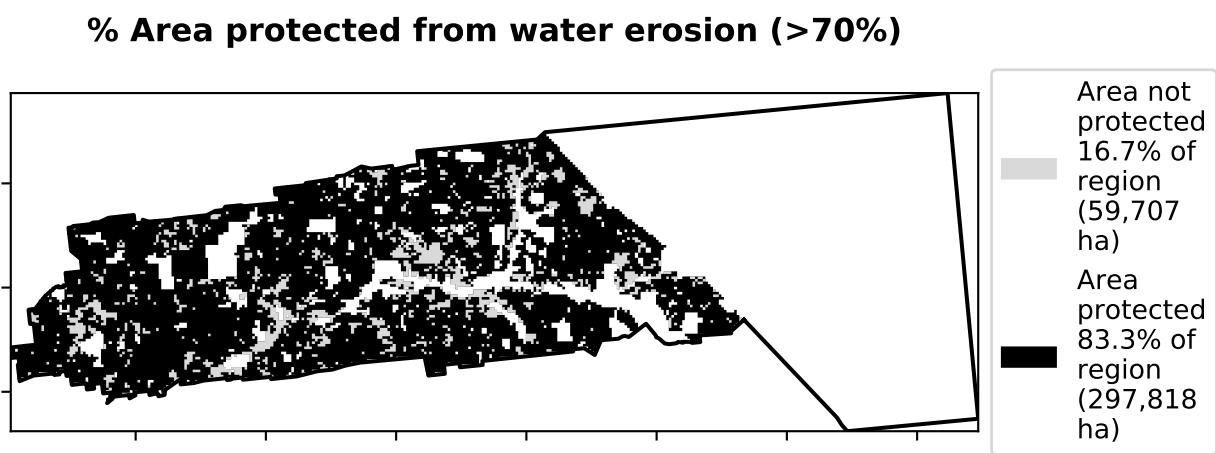 % Area protected from water erosion (>70%)
Area not
protected
16.7% of
region
(59,707
ha)
Area
protected
83.3% of
region
(297,818
ha)